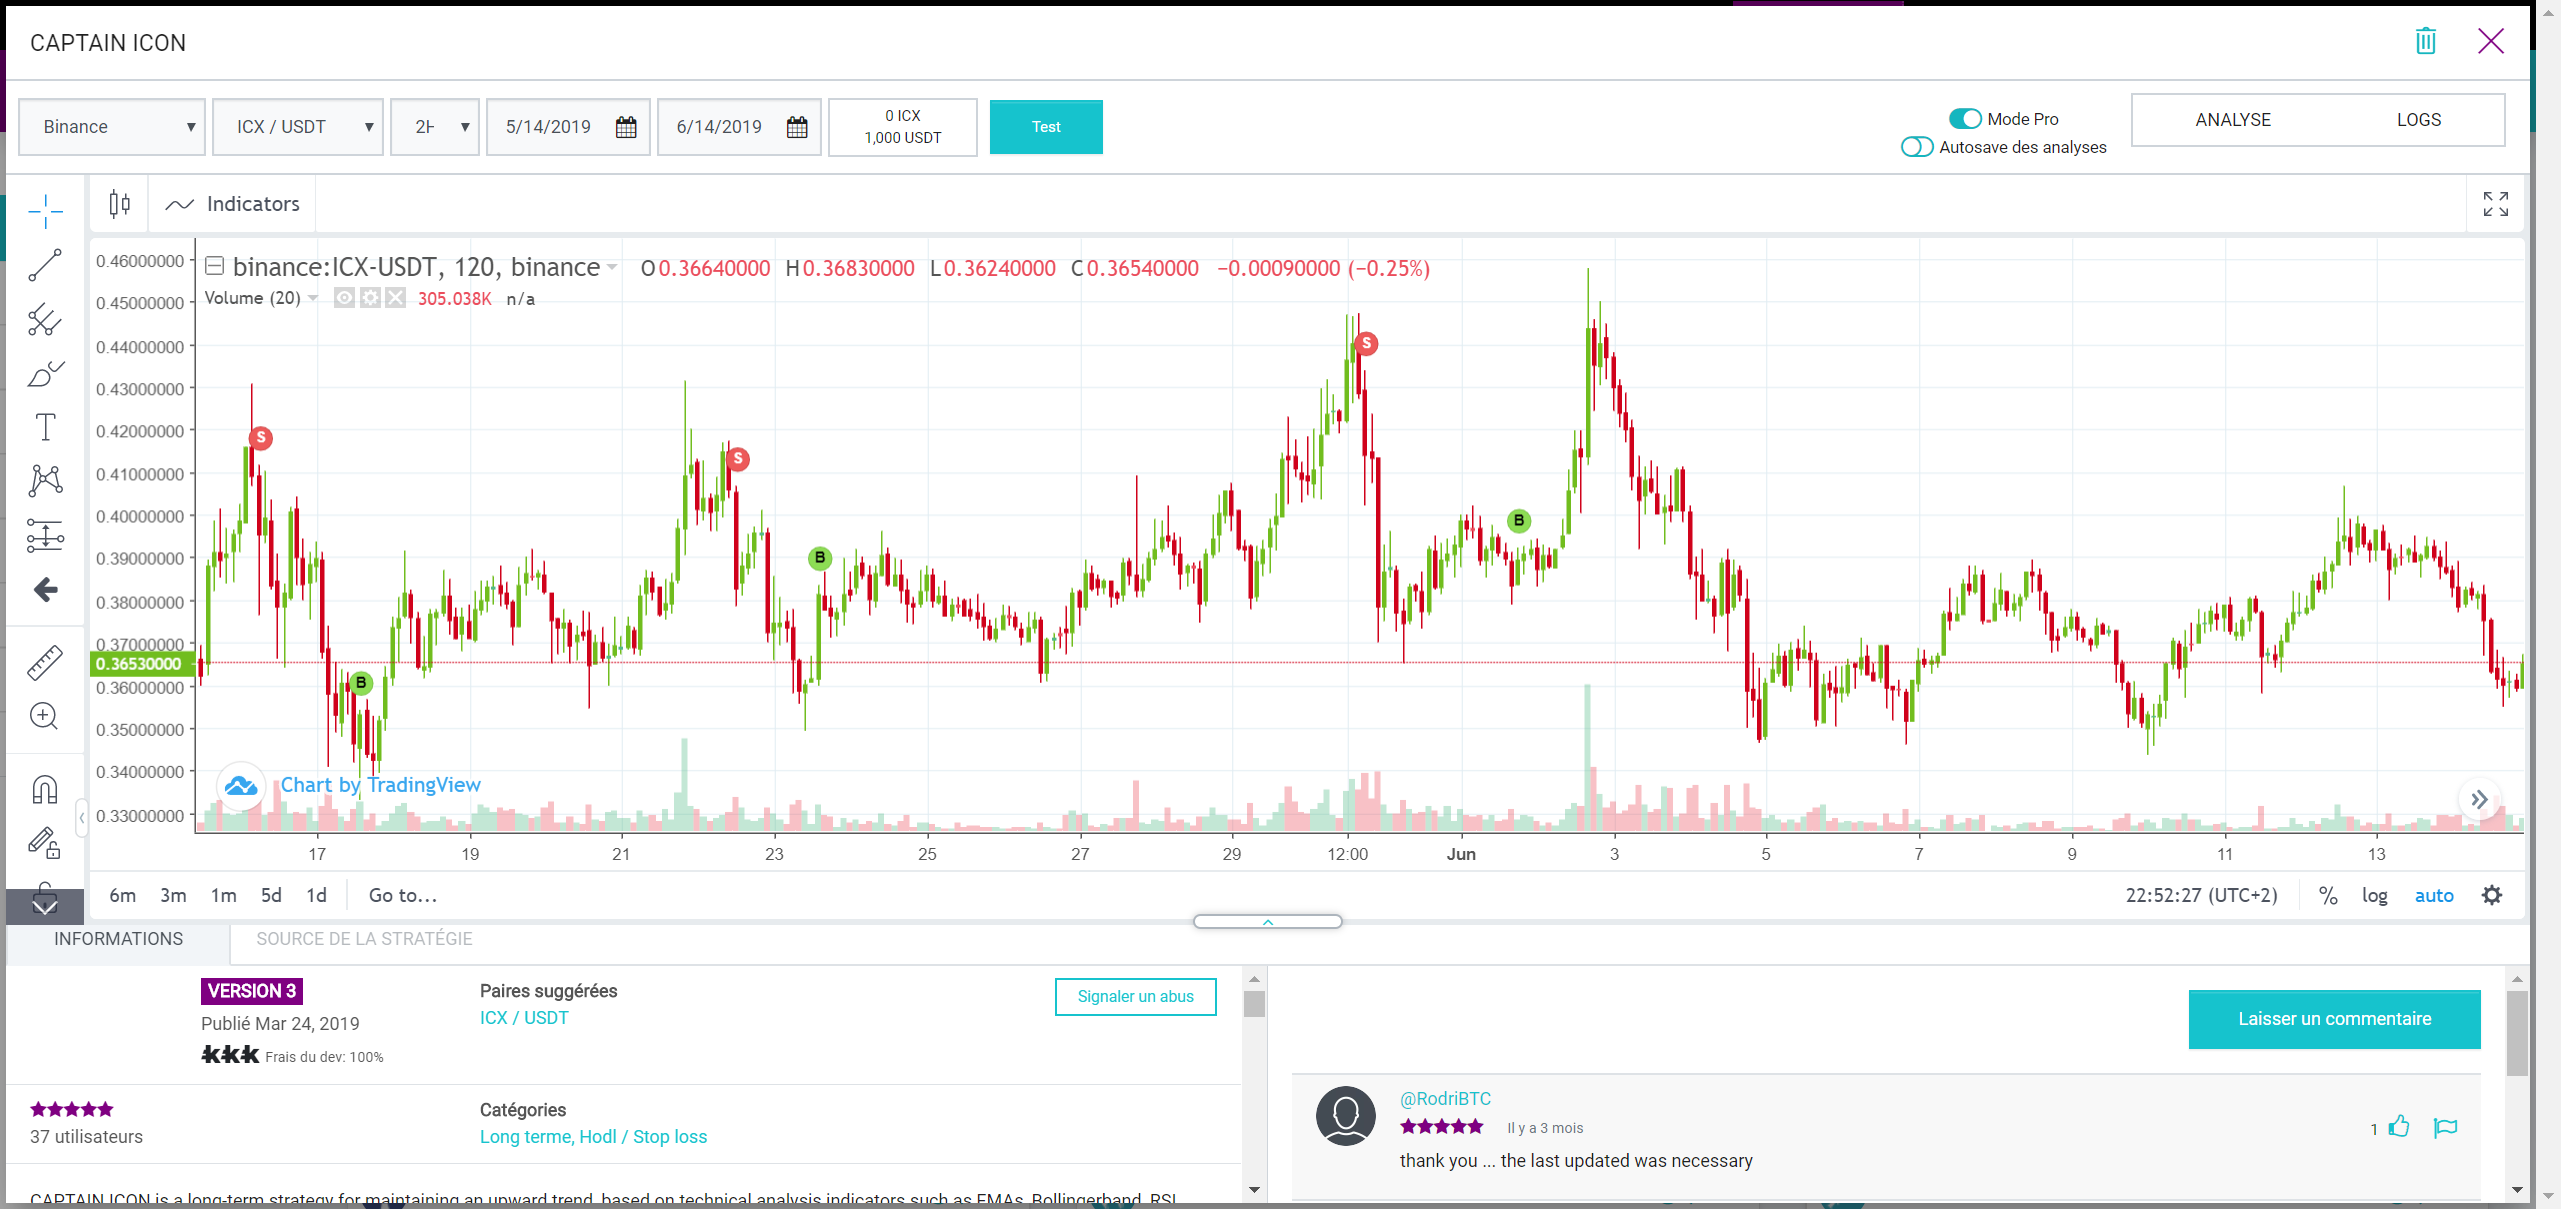 CAPTAIN ICON
Binance ICX / USDT 2H 5/14/2019 6/14/2019 0 ICX
1,000 USDT
Test
Mode Pro
Autosave des analyses
ANALYSE LOGS
Indicators
binance:ICX-USDT, 120, binance O0.36640000 H0.36830000 L0.36240000 C0.36540000 −0.00090000 (−0.25%)
Volume (20) 305.038K n/a
0.46000000
0.45000000
0.44000000
0.43000000
0.42000000
0.41000000
0.40000000
0.39000000
0.38000000
0.37000000
0.36530000
0.36000000
0.35000000
0.34000000
0.33000000
S
B
S
B
S
B
Chart by TradingView
17 19 21 23 25 27 29 12:00 Jun 3 5 7 9 11 13
6m 3m 1m 5d 1d Go to... 22:52:27 (UTC+2) % log auto
INFORMATIONS SOURCE DE LA STRATÉGIE
VERSION 3
Publié Mar 24, 2019
Frais du dev: 100%
Paires suggérées
ICX / USDT
Signaler un abus
37 utilisateurs
Catégories
Long terme, Hodl / Stop loss
CAPTAIN ICON is a long-term strategy for maintaining an upward trend, based on technical analysis indicators such as EMAs, Bollingerband, RSI
Laisser un commentaire
@RodriBTC
Il y a 3 mois
1
thank you ... the last updated was necessary